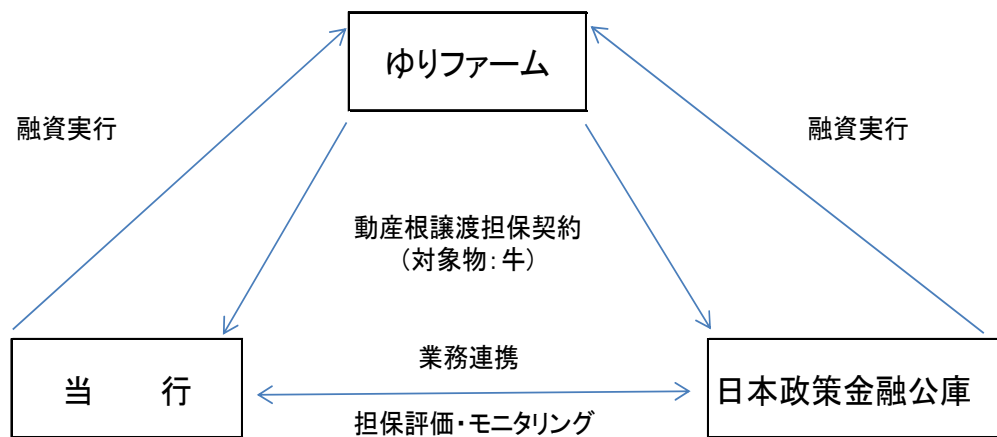 ゆりファーム
融資実行
融資実行
動産根譲渡担保契約
（対象物：牛）
業務連携
当　　行
日本政策金融公庫
担保評価・モニタリング